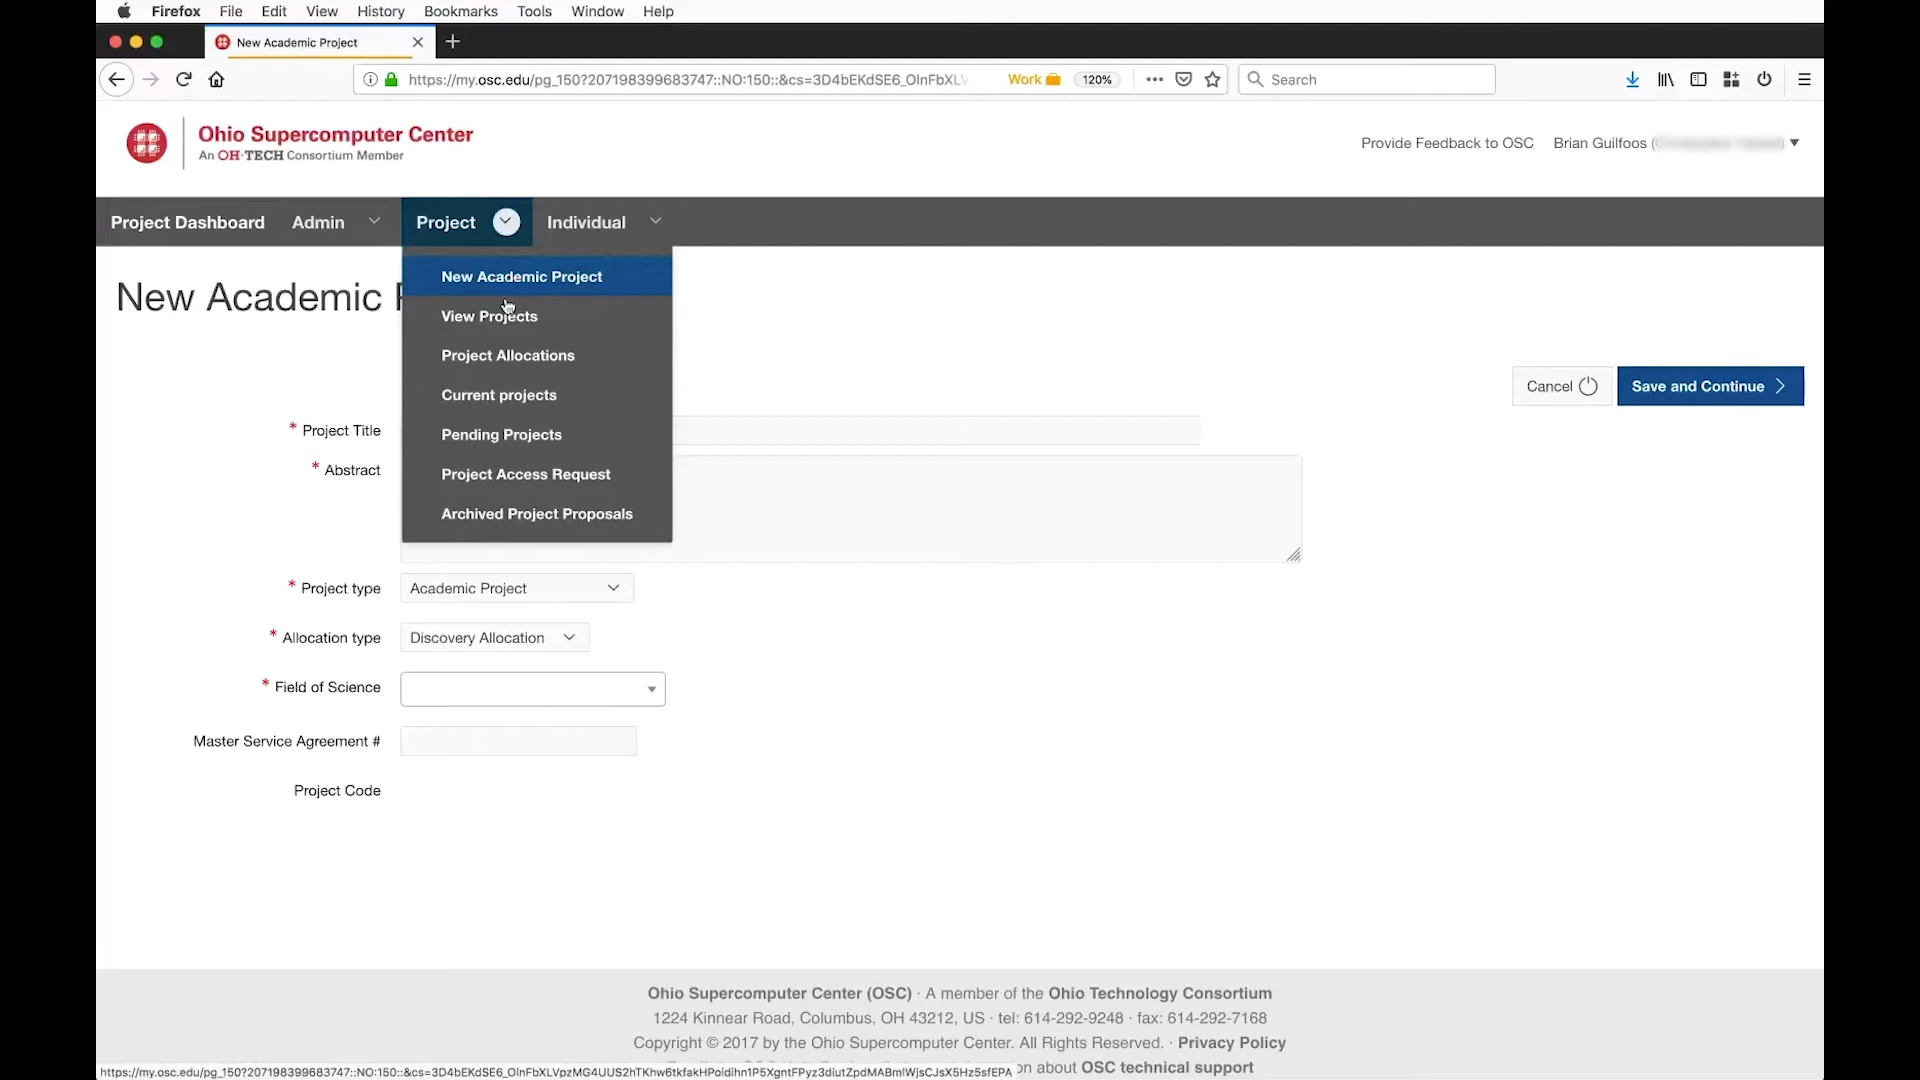 Firefox File Edit View History Bookmarks Tools Window Help
New Academic Project
https://my.osc.edu/pg_150?207198399683747::NO:150::&cs=3D4bEKdSE6_OlnFbXLV Work 120% Search
Ohio Supercomputer Center
An OH·TECH Consortium Member
Provide Feedback to OSC Brian Guilfoos (
Project Dashboard Admin Project Individual
New Academic Project
New Academic P
View Projects
Project Allocations
Cancel Save and Continue
Current projects
* Project Title
Pending Projects
* Abstract
Project Access Request
Archived Project Proposals
* Project type Academic Project
* Allocation type Discovery Allocation
* Field of Science
Master Service Agreement #
Project Code
Ohio Supercomputer Center (OSC) · A member of the Ohio Technology Consortium
1224 Kinnear Road, Columbus, OH 43212, US · tel: 614-292-9248 · fax: 614-292-7168
Copyright © 2017 by the Ohio Supercomputer Center. All Rights Reserved. · Privacy Policy
on about OSC technical support
https://my.osc.edu/pg_150?207198399683747::NO:150::&cs=3D4bEKdSE6_OlnFbXLVpzMG4UUS2hTKhw6tkfakHPoidihn1P5XgntFPyz3diutZpdMABmlWjsCJsX5Hz5sfEPA